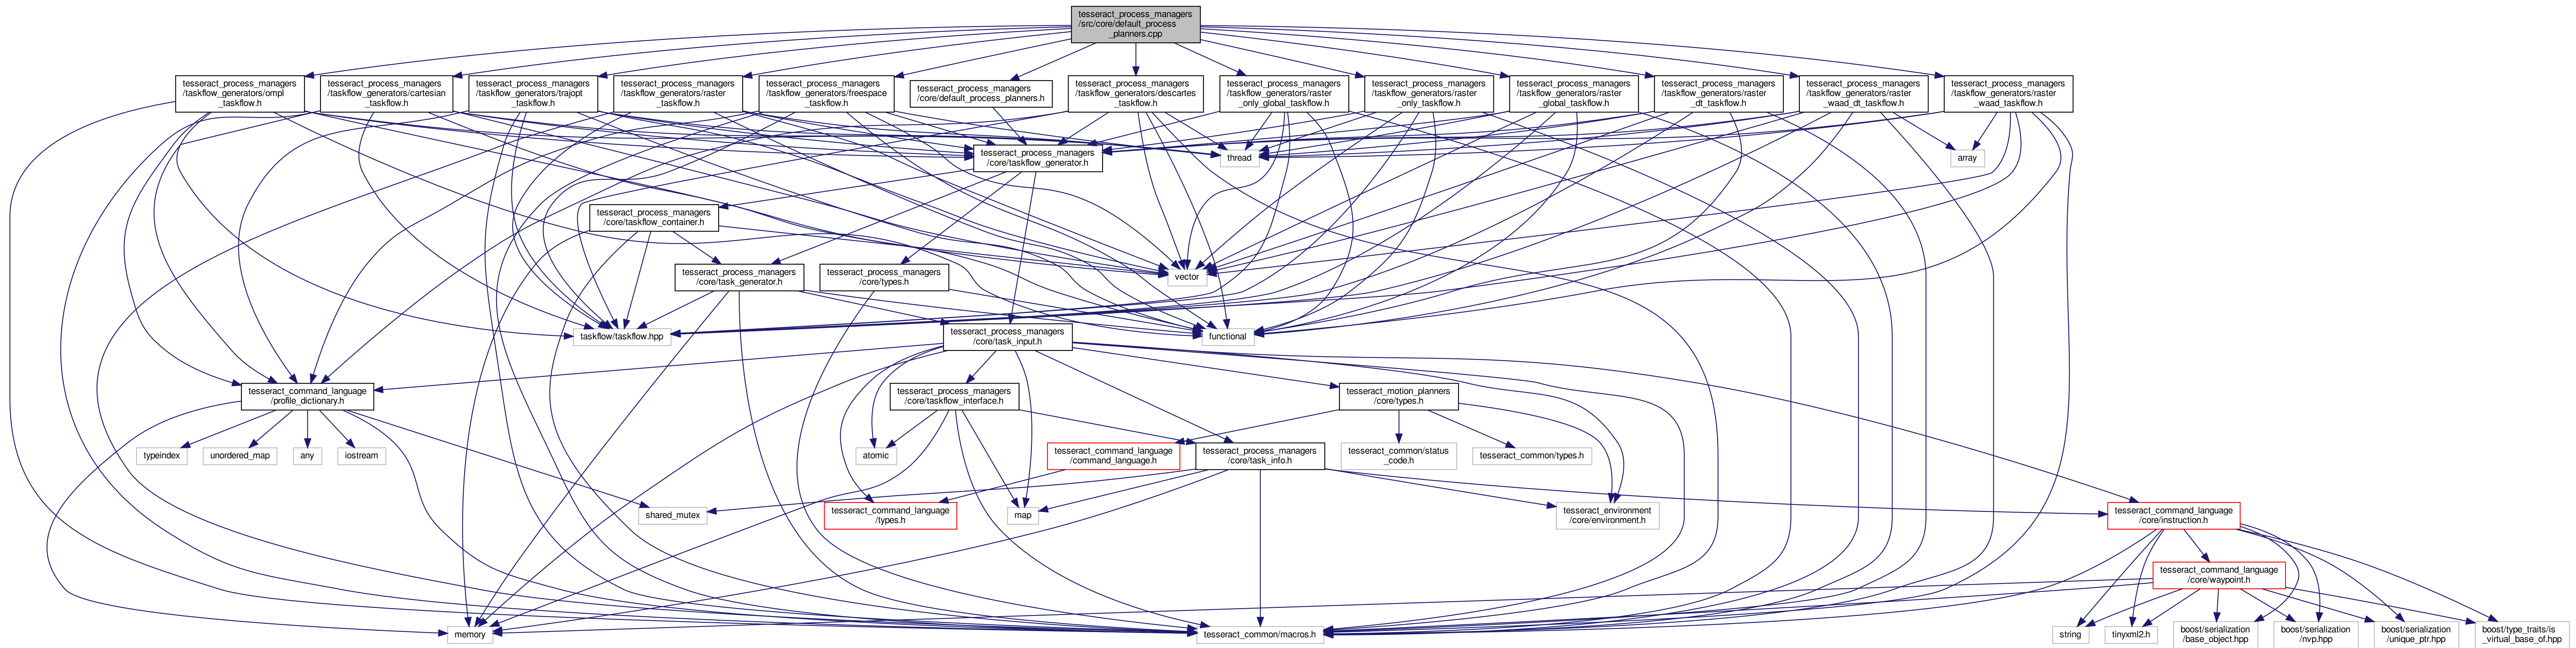 tesseract_process_managers
/src/core/default_process
_planners.cpp
tesseract_process_managers
/taskflow_generators/ompl
_taskflow.h
tesseract_process_managers
/taskflow_generators/cartesian
_taskflow.h
tesseract_process_managers
/taskflow_generators/trajopt
_taskflow.h
tesseract_process_managers
/taskflow_generators/raster
_taskflow.h
tesseract_process_managers
/taskflow_generators/freespace
_taskflow.h
tesseract_process_managers
/core/default_process_planners.h
tesseract_process_managers
/taskflow_generators/descartes
_taskflow.h
tesseract_process_managers
/taskflow_generators/raster
_only_global_taskflow.h
tesseract_process_managers
/taskflow_generators/raster
_only_taskflow.h
tesseract_process_managers
/taskflow_generators/raster
_global_taskflow.h
tesseract_process_managers
/taskflow_generators/raster
_dt_taskflow.h
tesseract_process_managers
/taskflow_generators/raster
_waad_dt_taskflow.h
tesseract_process_managers
/taskflow_generators/raster
_waad_taskflow.h
tesseract_process_managers
/core/taskflow_generator.h
thread
array
tesseract_process_managers
/core/taskflow_container.h
tesseract_process_managers
/core/task_generator.h
tesseract_process_managers
/core/types.h
vector
taskflow/taskflow.hpp
tesseract_process_managers
/core/task_input.h
functional
tesseract_command_language
/profile_dictionary.h
tesseract_process_managers
/core/taskflow_interface.h
tesseract_motion_planners
/core/types.h
typeindex
unordered_map
any
iostream
atomic
tesseract_command_language
/command_language.h
tesseract_process_managers
/core/task_info.h
tesseract_common/status
_code.h
tesseract_common/types.h
shared_mutex
tesseract_command_language
/types.h
map
tesseract_environment
/core/environment.h
tesseract_command_language
/core/instruction.h
tesseract_command_language
/core/waypoint.h
memory
tesseract_common/macros.h
string
tinyxml2.h
boost/serialization
/base_object.hpp
boost/serialization
/nvp.hpp
boost/serialization
/unique_ptr.hpp
boost/type_traits/is
_virtual_base_of.hpp